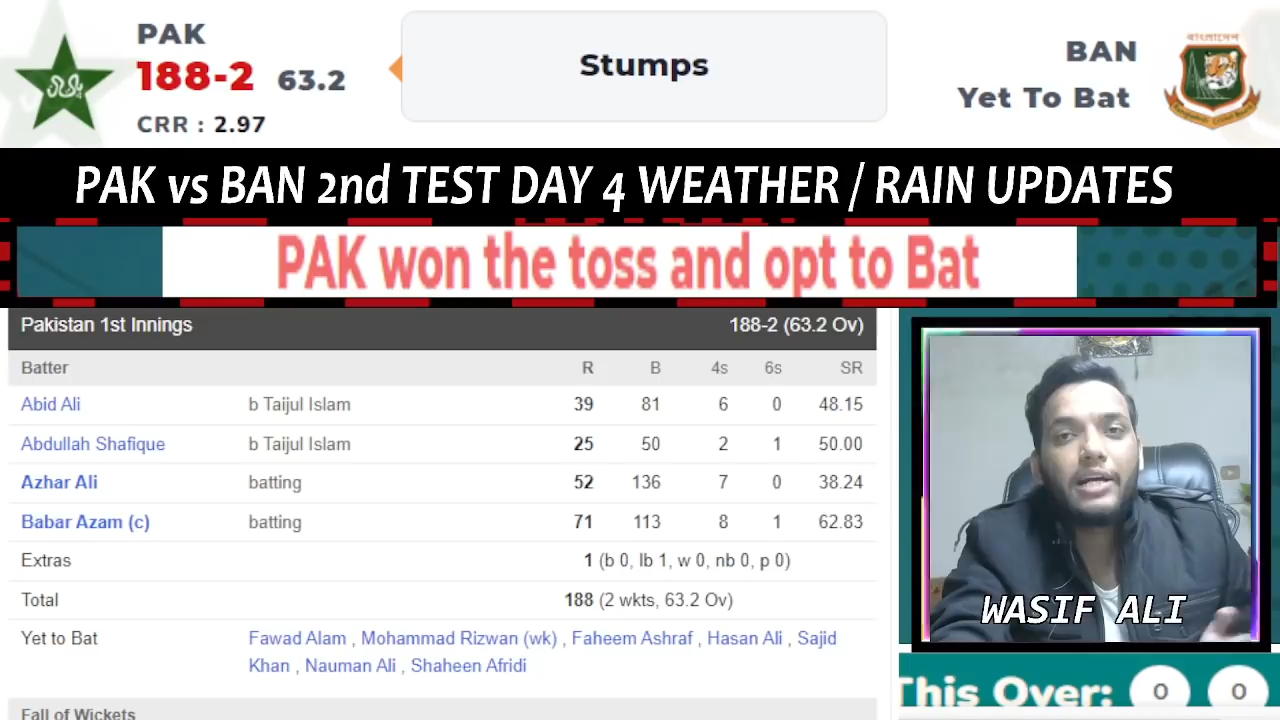 PAK
188-2 63.2
CRR : 2.97
Stumps
BAN
Yet To Bat
বাংলাদেশ
PAK vs BAN 2nd TEST DAY 4 WEATHER / RAIN UPDATES
PAK won the toss and opt to Bat
Pakistan 1st Innings 188-2 (63.2 Ov)
Batter R B 4s 6s SR
Abid Ali b Taijul Islam 39 81 6 0 48.15
Abdullah Shafique b Taijul Islam 25 50 2 1 50.00
Azhar Ali batting 52 136 7 0 38.24
Babar Azam (c) batting 71 113 8 1 62.83
Extras 1 (b 0, lb 1, w 0, nb 0, p 0)
Total 188 (2 wkts, 63.2 Ov)
Yet to Bat Fawad Alam , Mohammad Rizwan (wk) , Faheem Ashraf , Hasan Ali , Sajid
Khan , Nauman Ali , Shaheen Afridi
Fall of Wickets
WASIF ALI
This Over: 0 0